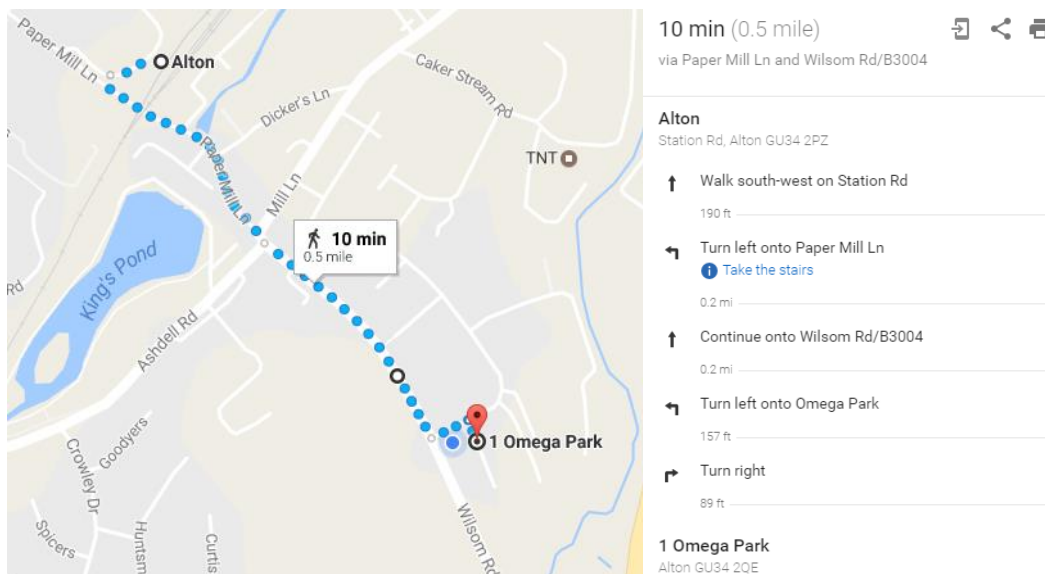 Paper Mill Ln
Alton
Caker Stream Rd
Dicker's Ln
Paper Mill Ln
Mill Ln
TNT
10 min
0.5 mile
King's Pond
Rd
Ashdell Rd
1 Omega Park
Goodyers
Crowley Dr
Wilsom Rd
Spicers
Huntsm
Curtis
10 min (0.5 mile)
via Paper Mill Ln and Wilsom Rd/B3004
Alton
Station Rd, Alton GU34 2PZ
Walk south-west on Station Rd
190 ft
Turn left onto Paper Mill Ln
Take the stairs
0.2 mi
Continue onto Wilsom Rd/B3004
0.2 mi
Turn left onto Omega Park
157 ft
Turn right
89 ft
1 Omega Park
Alton GU34 2QE